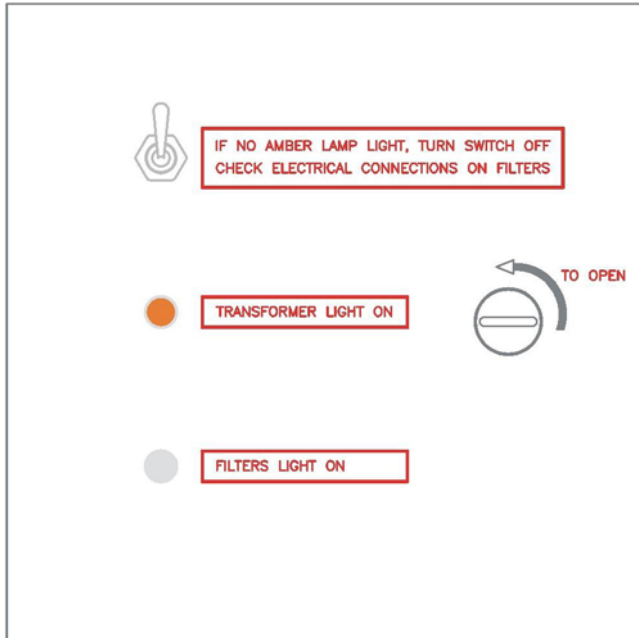 IF NO AMBER LAMP LIGHT, TURN SWITCH OFF
CHECK ELECTRICAL CONNECTIONS ON FILTERS
TO OPEN
TRANSFORMER LIGHT ON
FILTERS LIGHT ON